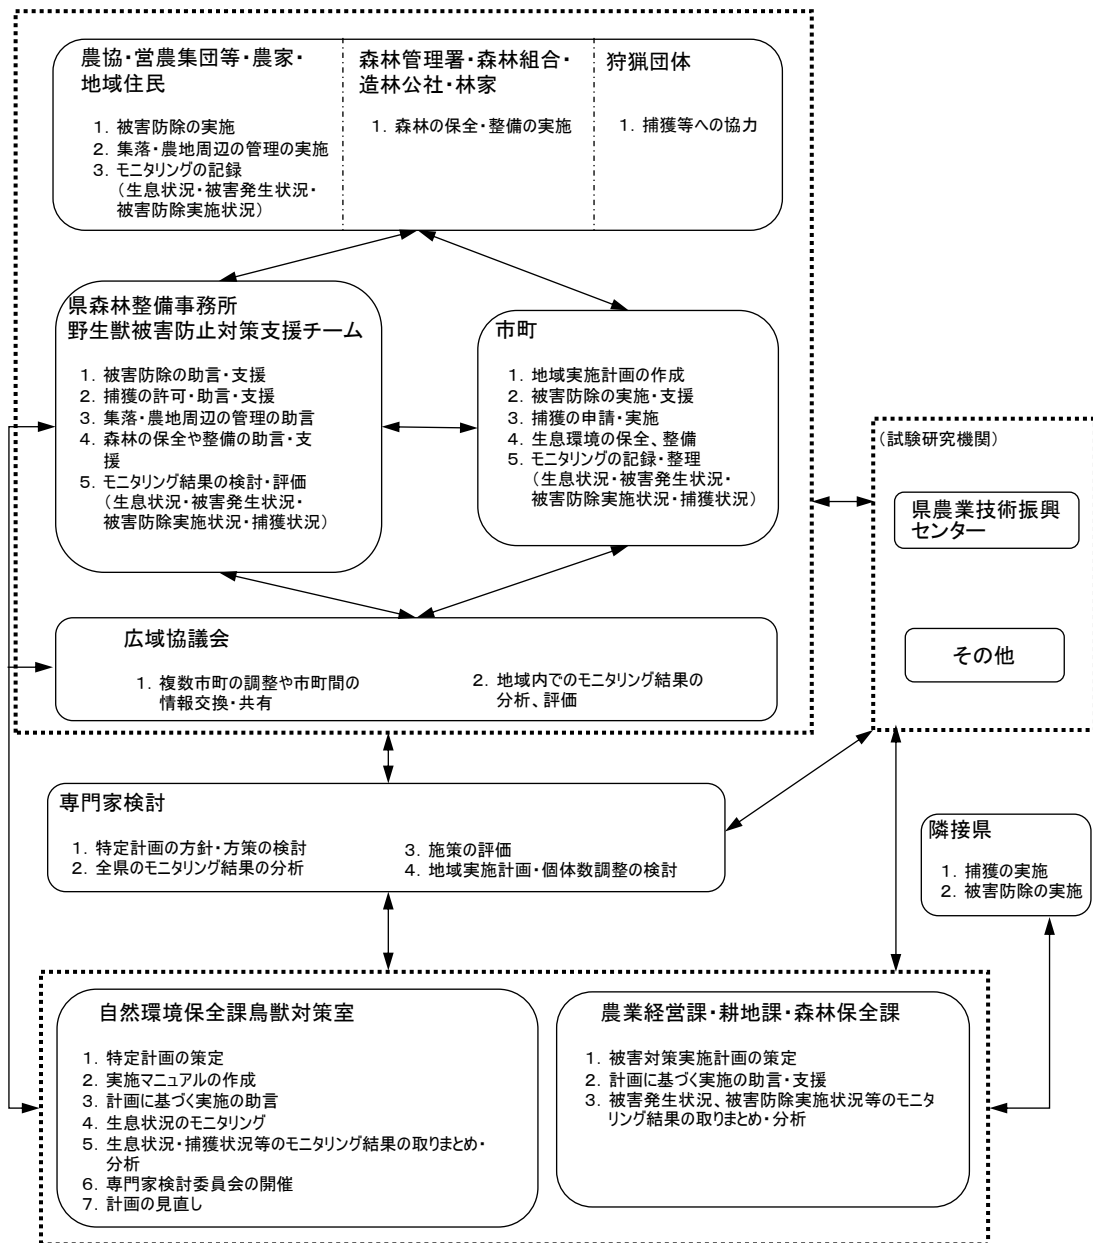 農協・営農集団等・農家・
地域住民
1. 被害防除の実施
2. 集落・農地周辺の管理の実施
3. モニタリングの記録
（生息状況・被害発生状況・
被害防除実施状況）
森林管理署・森林組合・
造林公社・林家
1. 森林の保全・整備の実施
狩猟団体
1. 捕獲等への協力
県森林整備事務所
野生獣被害防止対策支援チーム
1. 被害防除の助言・支援
2. 捕獲の許可・助言・支援
3. 集落・農地周辺の管理の助言
4. 森林の保全や整備の助言・支
援
5. モニタリング結果の検討・評価
（生息状況・被害発生状況・
被害防除実施状況・捕獲状況）
市町
1. 地域実施計画の作成
2. 被害防除の実施・支援
3. 捕獲の申請・実施
4. 生息環境の保全、整備
5. モニタリングの記録・整理
（生息状況・被害発生状況・
被害防除実施状況・捕獲状況）
（試験研究機関）
県農業技術振興
センター
その他
広域協議会
1. 複数市町の調整や市町間の
情報交換・共有
2. 地域内でのモニタリング結果の
分析、評価
専門家検討
1. 特定計画の方針・方策の検討
2. 全県のモニタリング結果の分析
3. 施策の評価
4. 地域実施計画・個体数調整の検討
隣接県
1. 捕獲の実施
2. 被害防除の実施
自然環境保全課鳥獣対策室
1. 特定計画の策定
2. 実施マニュアルの作成
3. 計画に基づく実施の助言
4. 生息状況のモニタリング
5. 生息状況・捕獲状況等のモニタリング結果の取りまとめ・
分析
6. 専門家検討委員会の開催
7. 計画の見直し
農業経営課・耕地課・森林保全課
1. 被害対策実施計画の策定
2. 計画に基づく実施の助言・支援
3. 被害発生状況、被害防除実施状況等のモニタ
リング結果の取りまとめ・分析